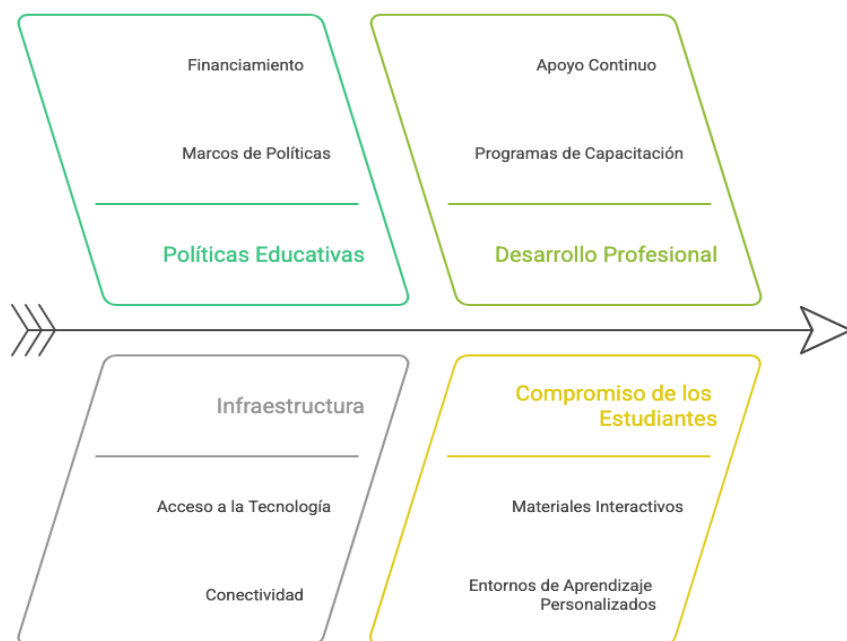 Financiamiento
Marcos de Políticas
Políticas Educativas
Apoyo Continuo
Programas de Capacitación
Desarrollo Profesional
Infraestructura
Acceso a la Tecnología
Conectividad
Compromiso de los
Estudiantes
Materiales Interactivos
Entornos de Aprendizaje
Personalizados